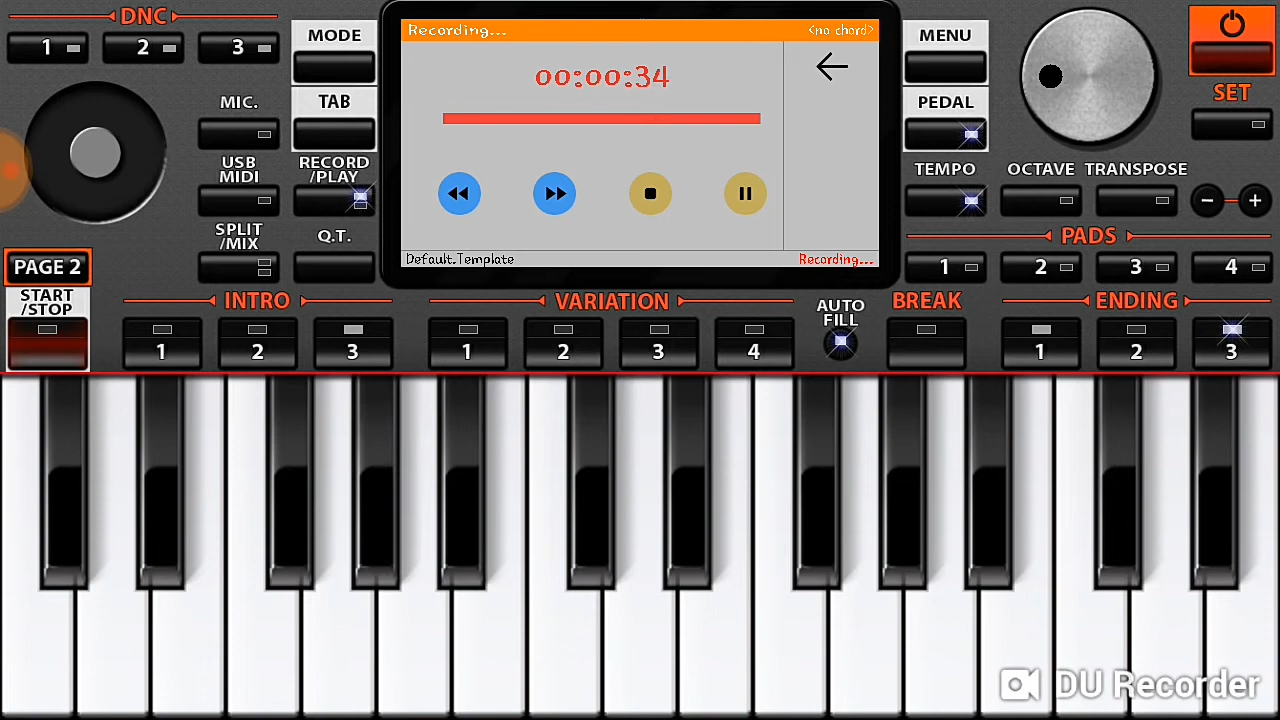 DNC
1 2 3
MODE
TAB
MIC.
USB
MIDI
RECORD
/PLAY
SPLIT
/MIX
Q.T.
PAGE 2
START
/STOP
Recording...
<no chord>
00:00:34
Default.Template
Recording...
MENU
PEDAL
TEMPO
OCTAVE
TRANSPOSE
SET
− +
PADS
1 2 3 4
INTRO
1 2 3
VARIATION
1 2 3 4
AUTO
FILL
BREAK
ENDING
1 2 3
DU Recorder